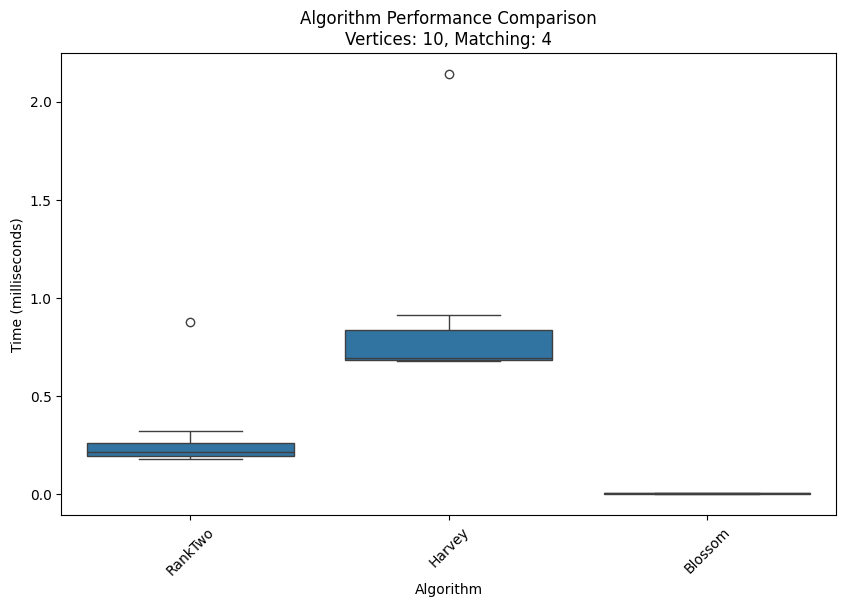 Algorithm Performance Comparison
Vertices: 10, Matching: 4
Time (milliseconds)
2.0
1.5
1.0
0.5
0.0
RankTwo
Harvey
Blossom
Algorithm